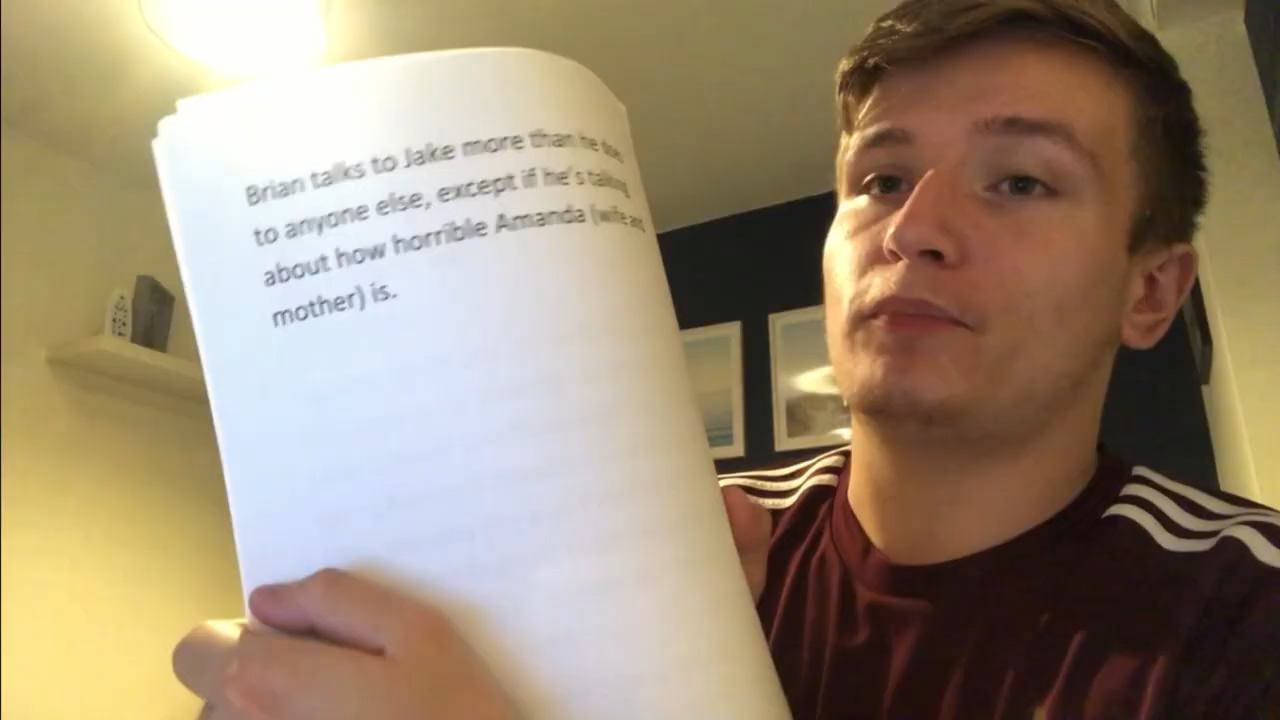 Brian talks to Jake more than he does
to anyone else, except if he's talking
about how horrible Amanda (wife and
mother) is.